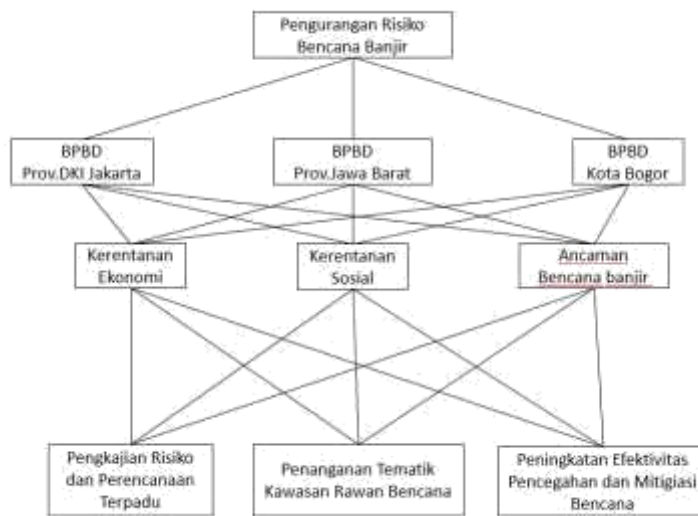 Pengurangan Risiko
Bencana Banjir
BPBD
Prov.DKI Jakarta
BPBD
Prov.Jawa Barat
BPBD
Kota Bogor
Kerentanan
Ekonomi
Kerentanan
Sosial
Ancaman
Bencana banjir
Pengkajian Risiko
dan Perencanaan
Terpadu
Penanganan Tematik
Kawasan Rawan Bencana
Peningkatan Efektivitas
Pencegahan dan Mitigiasi
Bencana